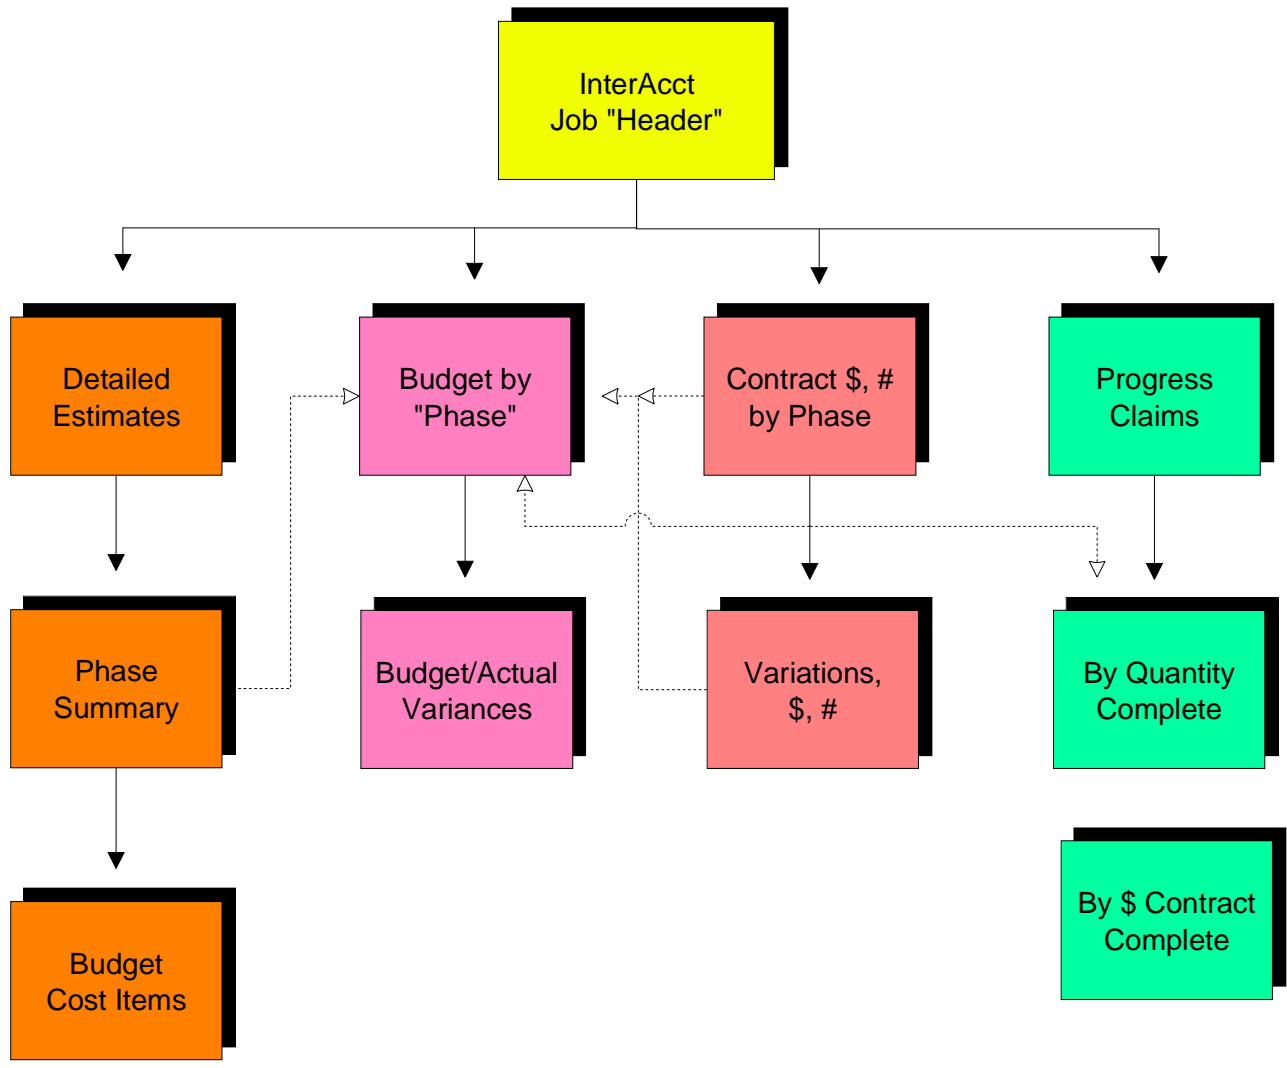 InterAcct
Job "Header"
Detailed
Estimates
Budget by
"Phase"
Contract $, #
by Phase
Progress
Claims
Phase
Summary
Budget/Actual
Variances
Variations,
$, #
By Quantity
Complete
By $ Contract
Complete
Budget
Cost Items